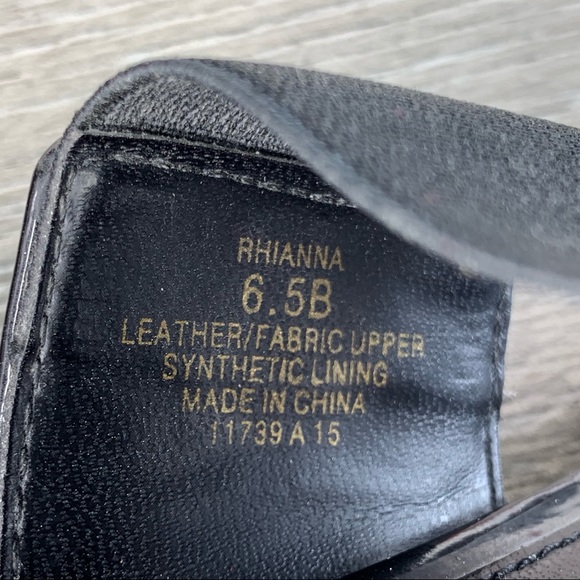 RHIANNA
6.5B
LEATHER/FABRIC UPPER
SYNTHETIC LINING
MADE IN CHINA
11739 A 15